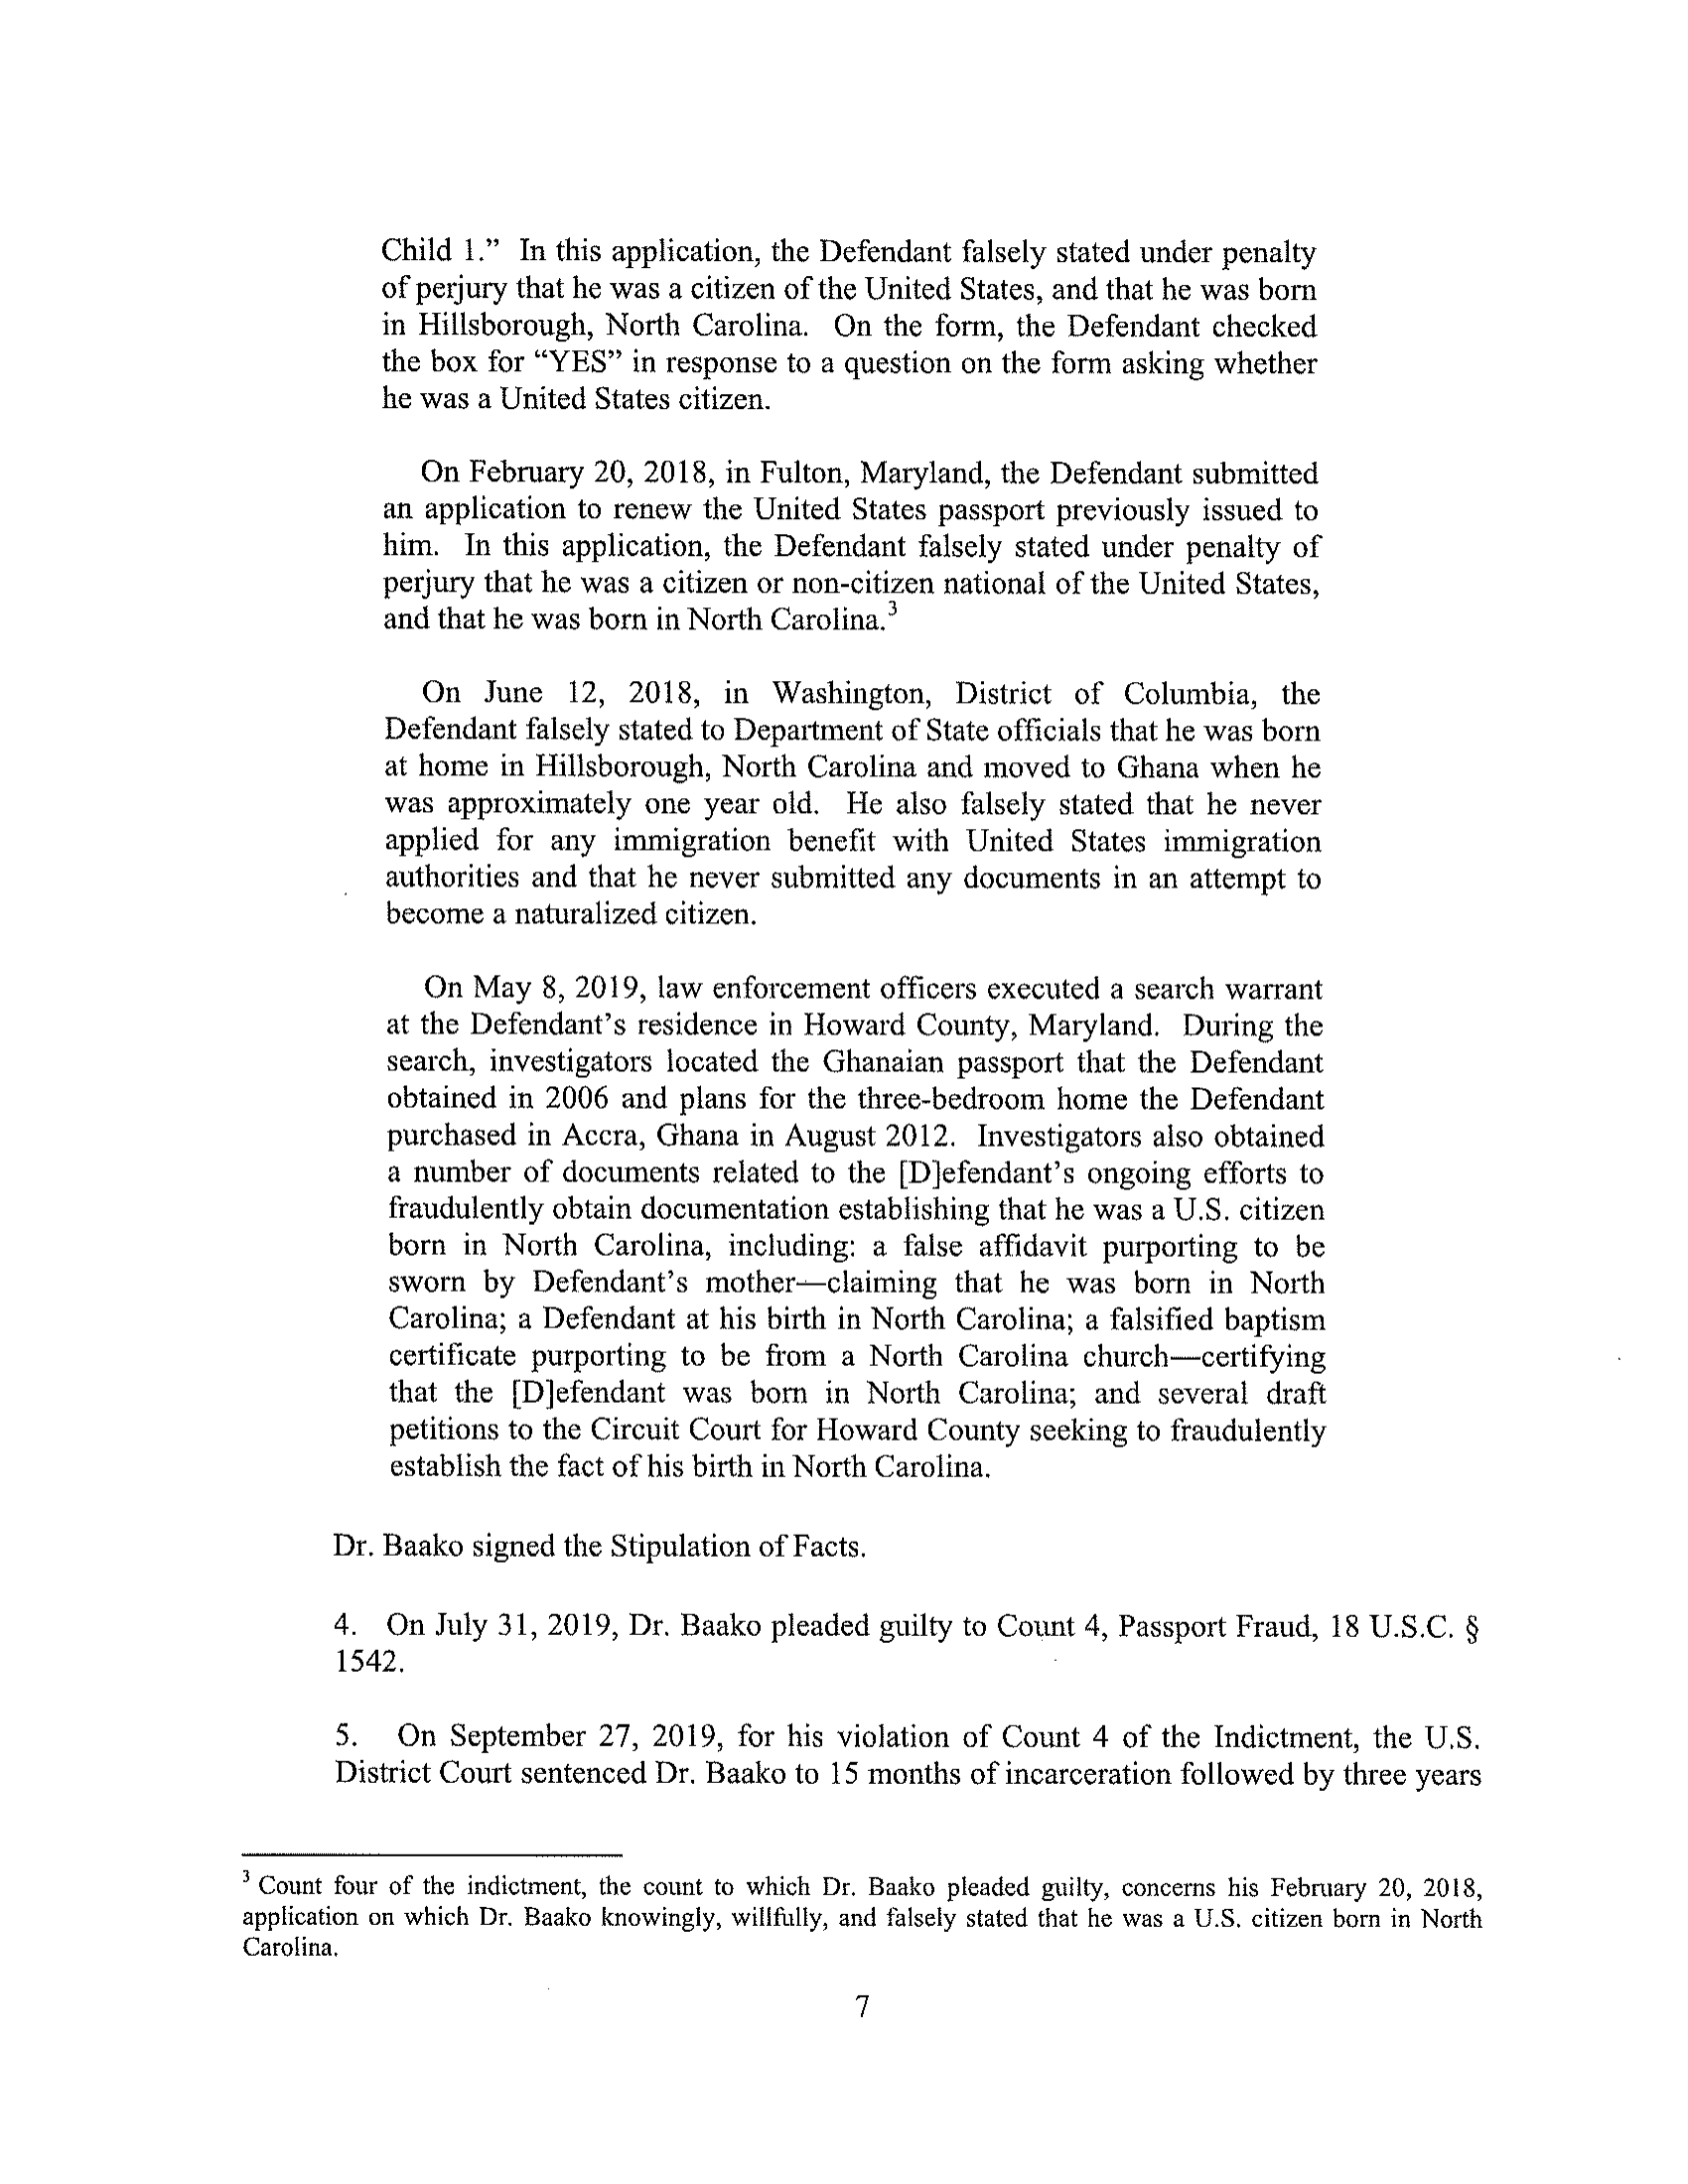 Child 1.” In this application, the Defendant falsely stated under penalty
of perjury that he was a citizen of the United States, and that he was born
in Hillsborough, North Carolina. On the form, the Defendant checked
the box for “YES” in response to a question on the form asking whether
he was a United States citizen.
On February 20, 2018, in Fulton, Maryland, the Defendant submitted
an application to renew the United States passport previously issued to
him. In this application, the Defendant falsely stated under penalty of
perjury that he was a citizen or non-citizen national of the United States,
and that he was born in North Carolina.3
On June 12, 2018, in Washington, District of Columbia, the
Defendant falsely stated to Department of State officials that he was born
at home in Hillsborough, North Carolina and moved to Ghana when he
was approximately one year old. He also falsely stated that he never
applied for any immigration benefit with United States immigration
authorities and that he never submitted any documents in an attempt to
become a naturalized citizen.
On May 8, 2019, law enforcement officers executed a search warrant
at the Defendant’s residence in Howard County, Maryland. During the
search, investigators located the Ghanaian passport that the Defendant
obtained in 2006 and plans for the three-bedroom home the Defendant
purchased in Accra, Ghana in August 2012. Investigators also obtained
a number of documents related to the [D]efendant’s ongoing efforts to
fraudulently obtain documentation establishing that he was a U.S. citizen
born in North Carolina, including: a false affidavit purporting to be
sworn by Defendant’s mother—claiming that he was born in North
Carolina; a Defendant at his birth in North Carolina; a falsified baptism
certificate purporting to be from a North Carolina church—certifying
that the [D]efendant was born in North Carolina; and several draft
petitions to the Circuit Court for Howard County seeking to fraudulently
establish the fact of his birth in North Carolina.
Dr. Baako signed the Stipulation of Facts.
4. On July 31, 2019, Dr. Baako pleaded guilty to Count 4, Passport Fraud, 18 U.S.C. §
1542.
5. On September 27, 2019, for his violation of Count 4 of the Indictment, the U.S.
District Court sentenced Dr. Baako to 15 months of incarceration followed by three years
3 Count four of the indictment, the count to which Dr. Baako pleaded guilty, concerns his February 20, 2018,
application on which Dr. Baako knowingly, willfully, and falsely stated that he was a U.S. citizen born in North
Carolina.
7